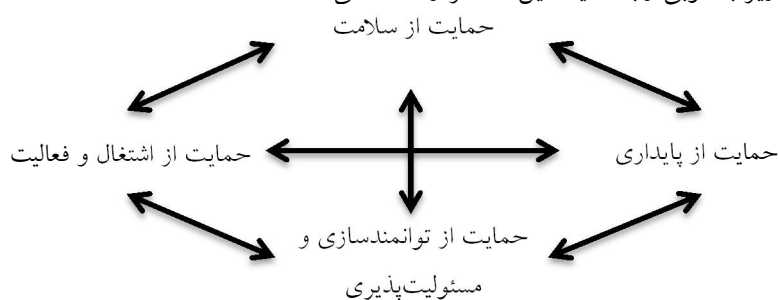 حمایت از سلامت
حمایت از پایداری
حمایت از اشتغال و فعالیت
حمایت از توانمندسازی و
مسئولیت‌پذیری